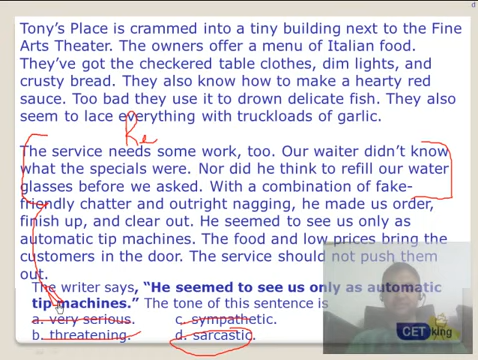 Tony's Place is crammed into a tiny building next to the Fine
Arts Theater. The owners offer a menu of Italian food.
They've got the checkered table clothes, dim lights, and
crusty bread. They also know how to make a hearty red
sauce. Too bad they use it to drown delicate fish. They also
seem to lace everything with truckloads of garlic.
Re
The service needs some work, too. Our waiter didn't know
what the specials were. Nor did he think to refill our water
glasses before we asked. With a combination of fake-
friendly chatter and outright nagging, he made us order,
finish up, and clear out. He seemed to see us only as
automatic tip machines. The food and low prices bring the
customers in the door. The service should not push them
out.
The writer says, "He seemed to see us only as automatic
tip machines." The tone of this sentence is
a. very serious. c. sympathetic.
b. threatening. d. sarcastic.
CETking